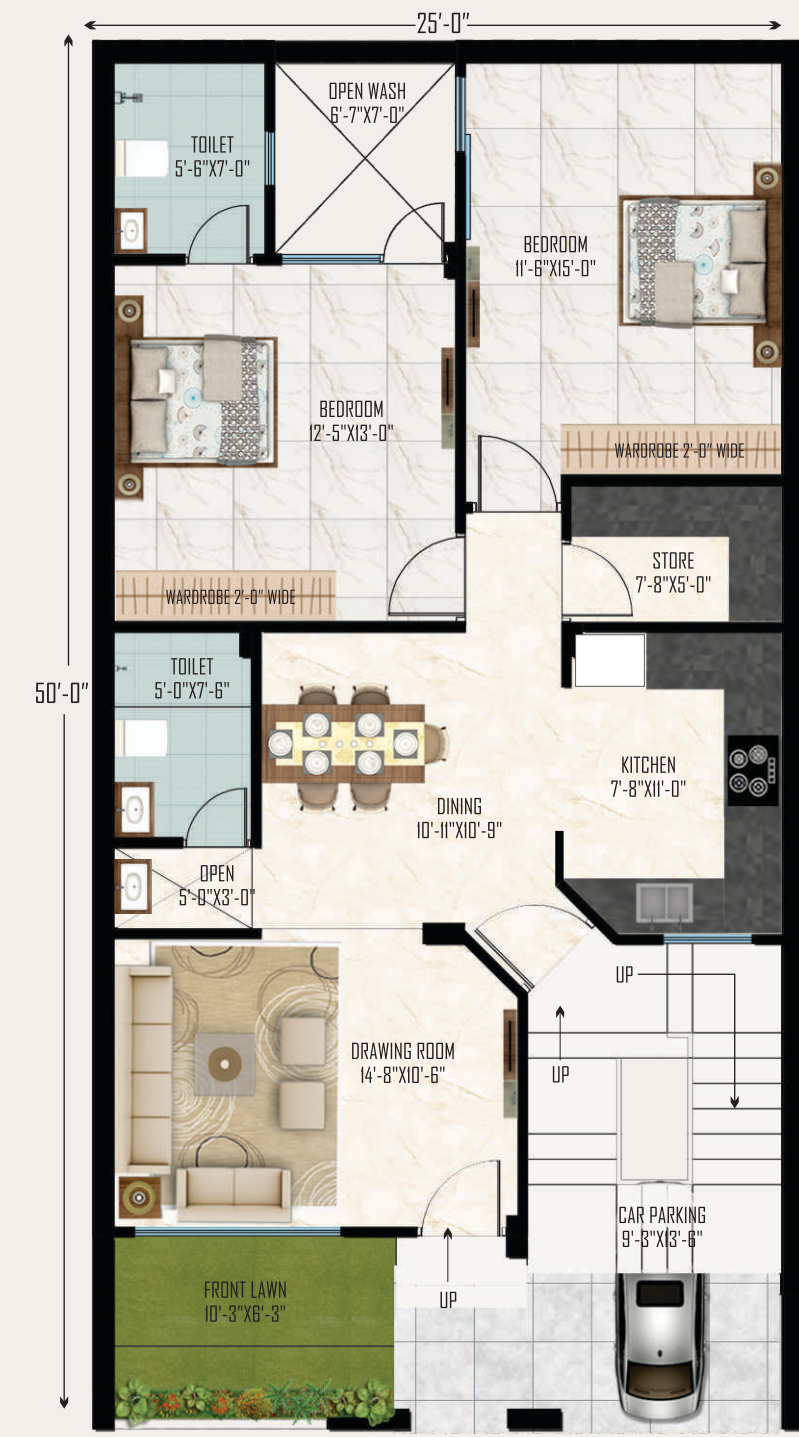 25'-0"
OPEN WASH
6'-7"X7'-0"
TOILET
5'-6"X7'-0"
BEDROOM
11'-6"X15'-0"
BEDROOM
12'-5"X13'-0"
WARDROBE 2'-0" WIDE
STORE
7'-8"X5'-0"
WARDROBE 2'-0" WIDE
TOILET
5'-0"X7'-6"
50'-0"
KITCHEN
7'-8"X11'-0"
DINING
10'-11"X10'-9"
OPEN
5'-0"X3'-0"
UP
DRAWING ROOM
14'-8"X10'-6"
UP
CAR PARKING
9'-3"X13'-6"
FRONT LAWN
10'-3"X6'-3"
UP